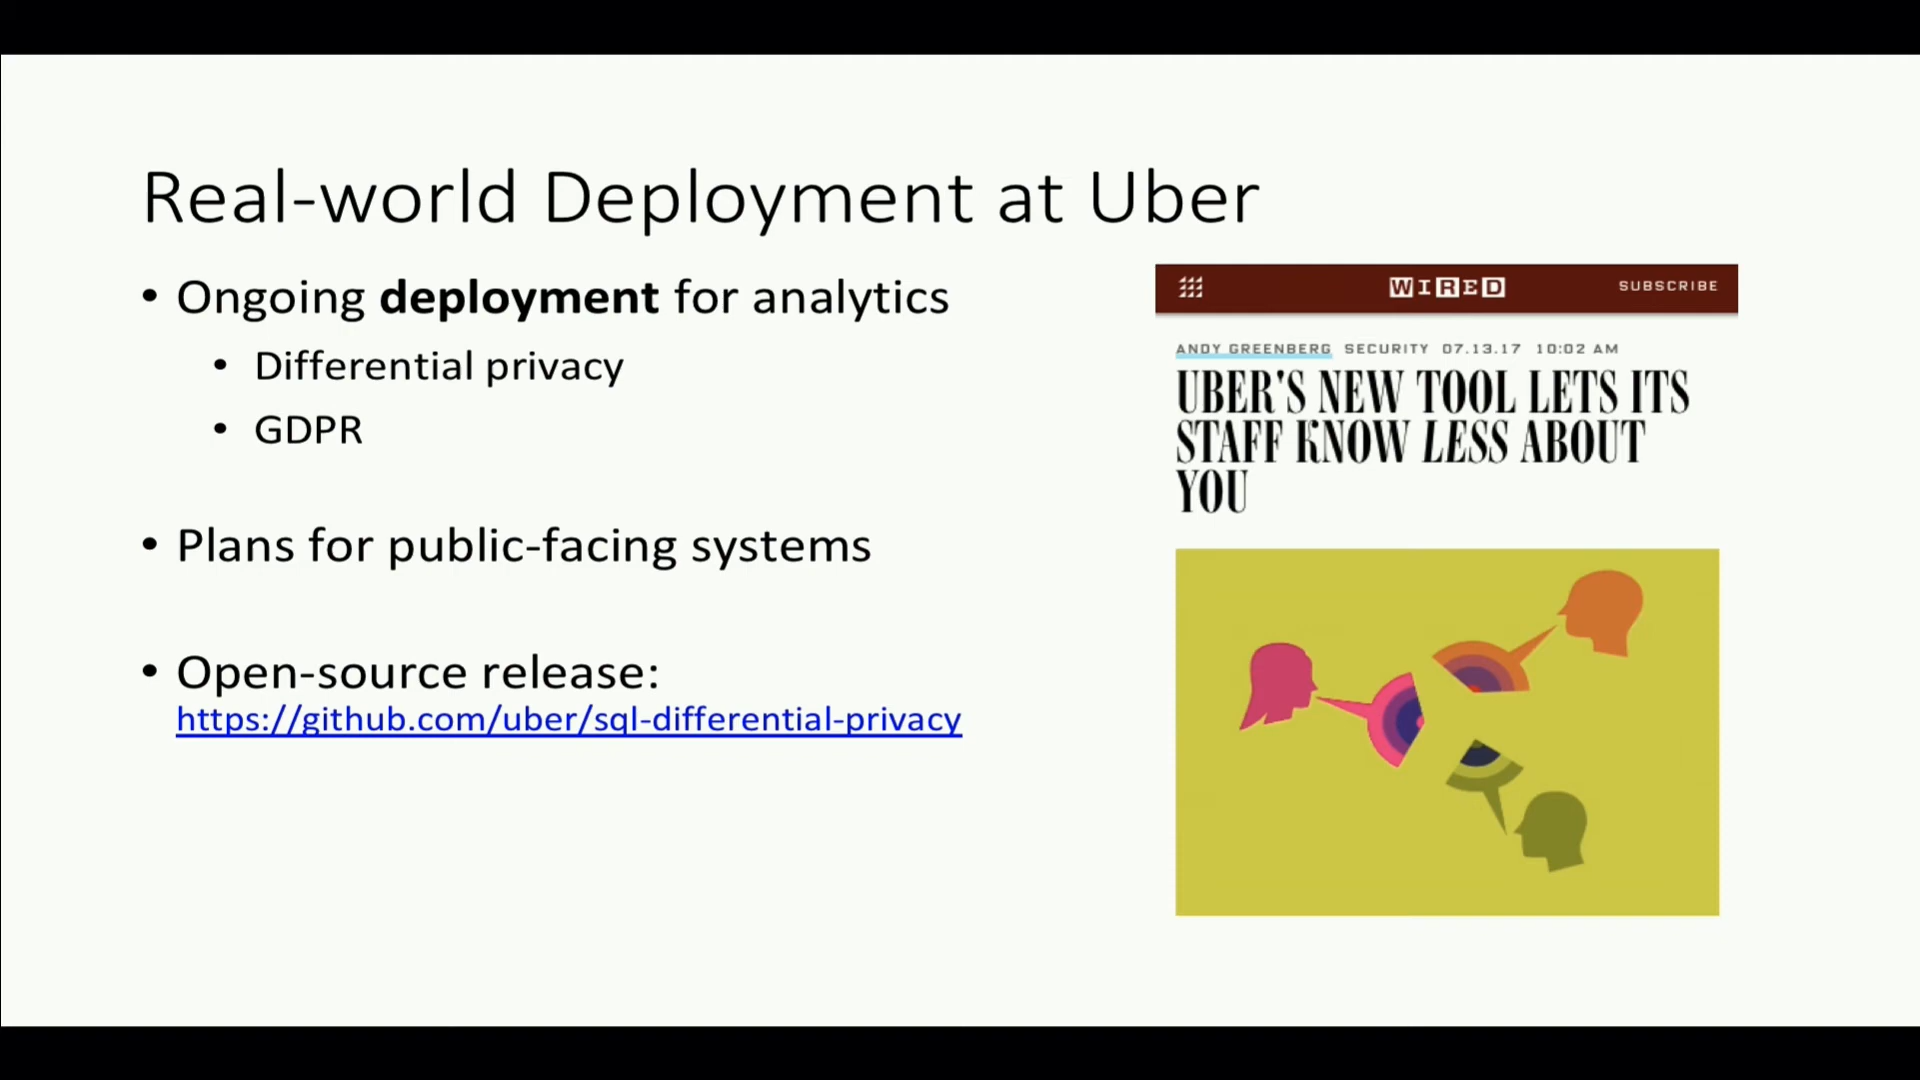 Real-world Deployment at Uber
• Ongoing deployment for analytics
• Differential privacy
• GDPR
• Plans for public-facing systems
• Open-source release:
https://github.com/uber/sql-differential-privacy
WIRED SUBSCRIBE
ANDY GREENBERG SECURITY 07.13.17 10:02 AM
UBER'S NEW TOOL LETS ITS
STAFF KNOW LESS ABOUT
YOU